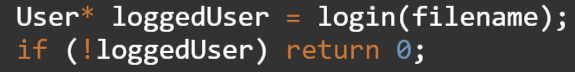 User* loggedUser = login(filename);
if (!loggedUser) return 0;